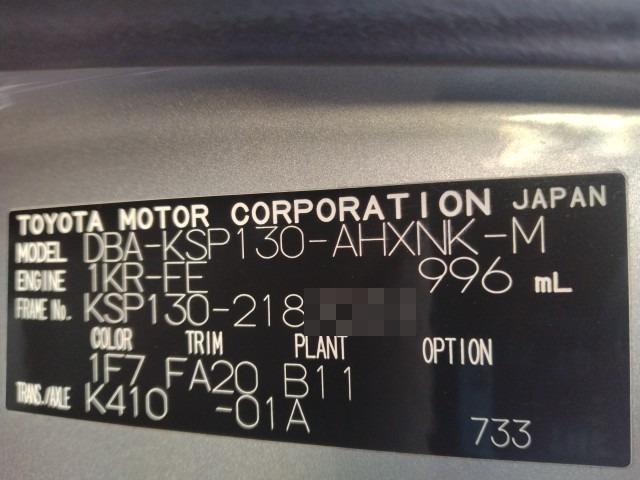 TOYOTA MOTOR CORPORATION JAPAN
MODEL DBA-KSP130-AHXNK-M
ENGINE 1KR-FE 996 mL
FRAME No. KSP130-218
COLOR TRIM PLANT OPTION
1F7 FA20 B11
TRANS./AXLE K410 -01A
733